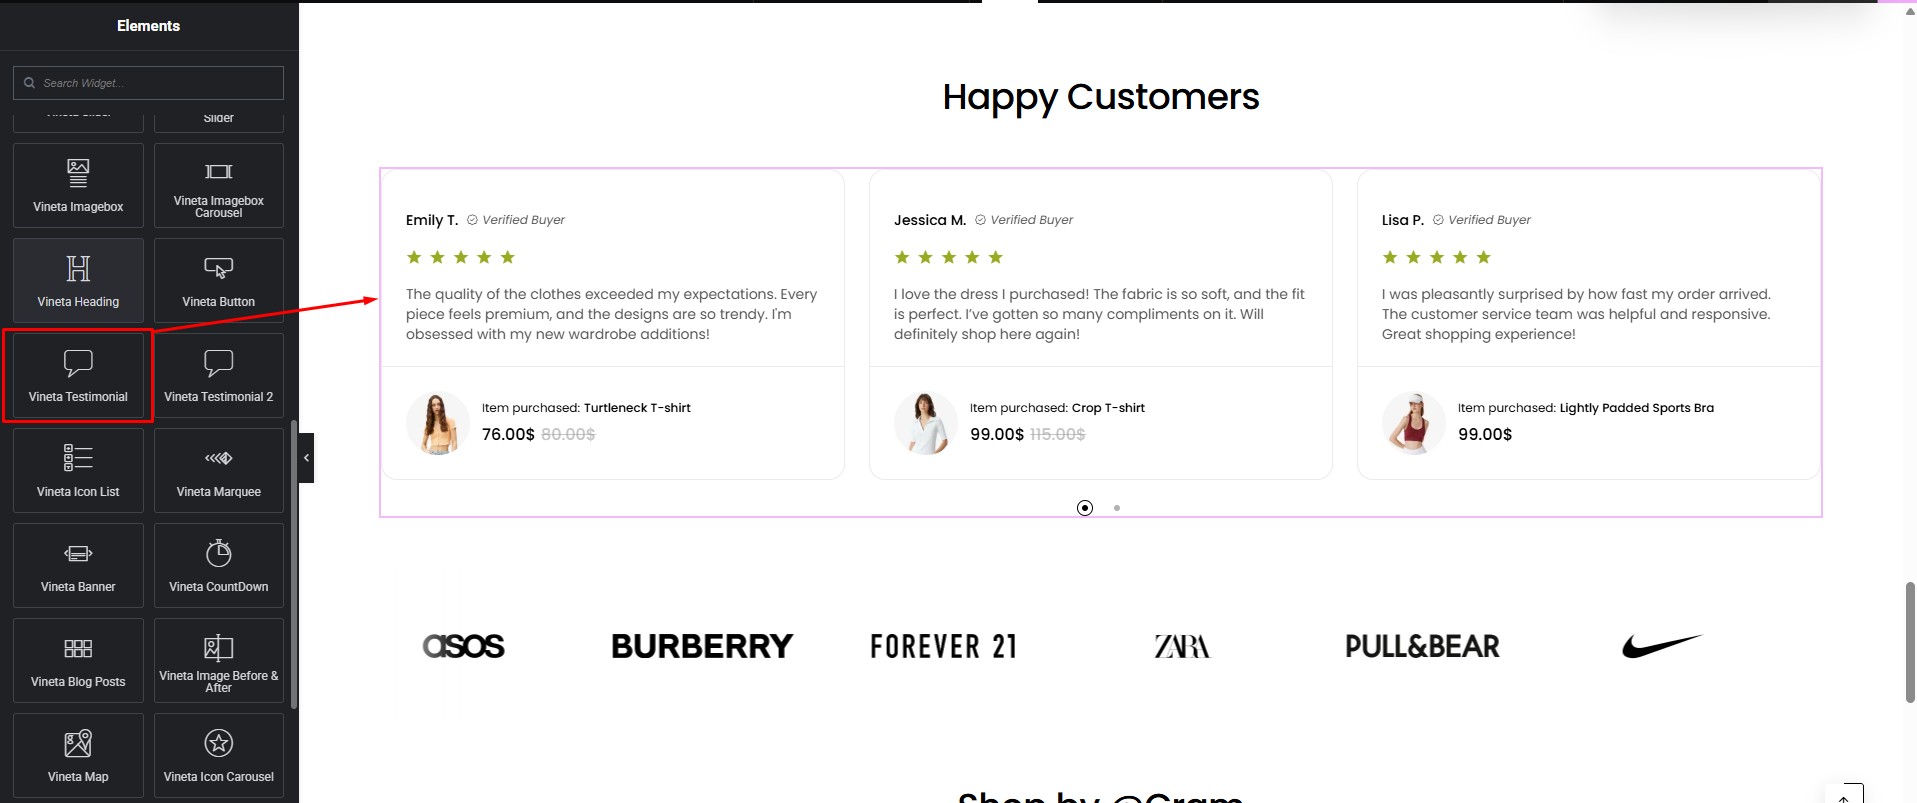 Elements
Search Widget...
Vineta Slider
Slider
Vineta Imagebox
Vineta Imagebox
Carousel
Vineta Heading
Vineta Button
Vineta Testimonial
Vineta Testimonial 2
Vineta Icon List
Vineta Marquee
Vineta Banner
Vineta CountDown
Vineta Blog Posts
Vineta Image Before &
After
Vineta Map
Vineta Icon Carousel
Happy Customers
Emily T. Verified Buyer
The quality of the clothes exceeded my expectations. Every
piece feels premium, and the designs are so trendy. I'm
obsessed with my new wardrobe additions!
Item purchased: Turtleneck T-shirt
76.00$ 80.00$
Jessica M. Verified Buyer
I love the dress I purchased! The fabric is so soft, and the fit
is perfect. I've gotten so many compliments on it. Will
definitely shop here again!
Item purchased: Crop T-shirt
99.00$ 115.00$
Lisa P. Verified Buyer
I was pleasantly surprised by how fast my order arrived.
The customer service team was helpful and responsive.
Great shopping experience!
Item purchased: Lightly Padded Sports Bra
99.00$
asos
BURBERRY
FOREVER 21
ZARA
PULL&BEAR
Shop by @Gram